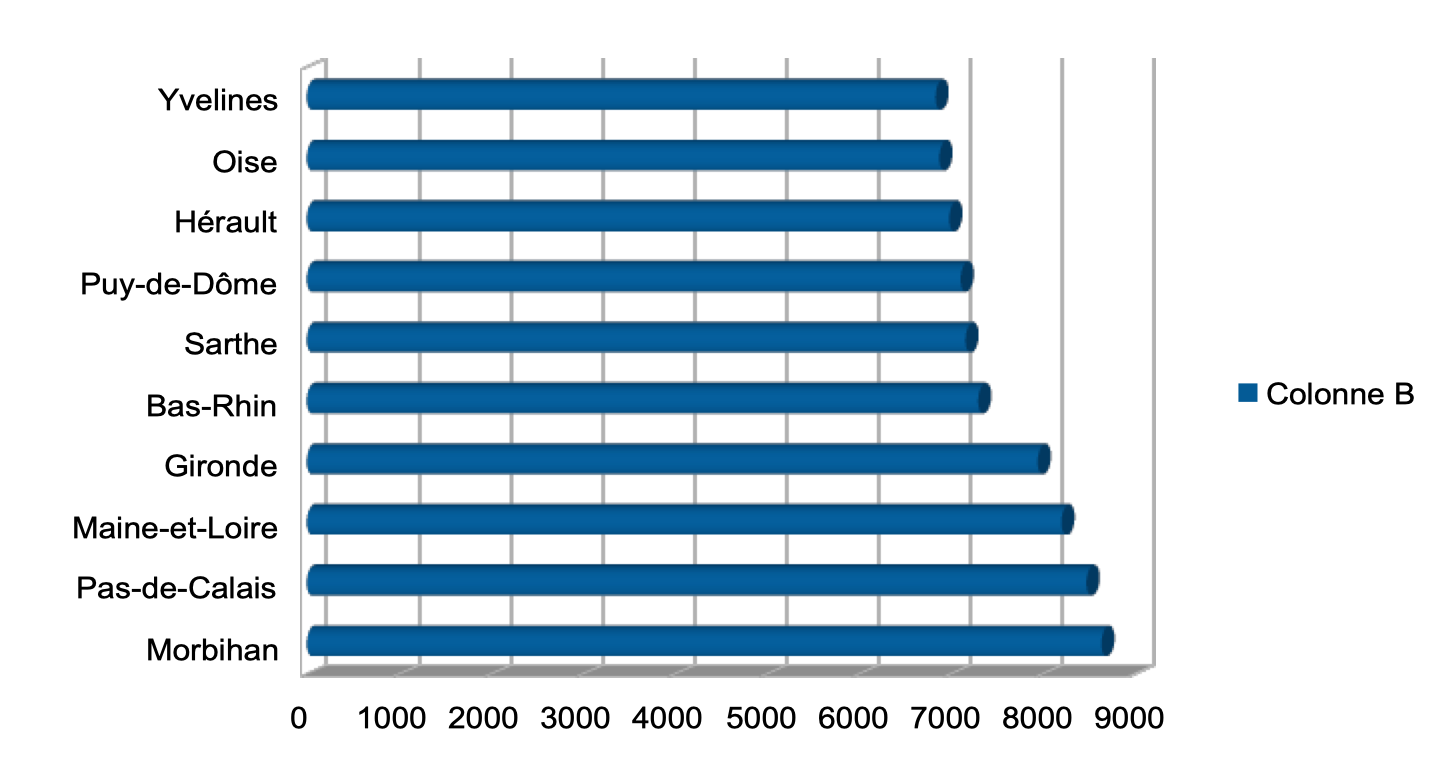 Yvelines
Oise
Hérault
Puy-de-Dôme
Sarthe
Bas-Rhin
Gironde
Maine-et-Loire
Pas-de-Calais
Morbihan
0 1000 2000 3000 4000 5000 6000 7000 8000 9000
Colonne B